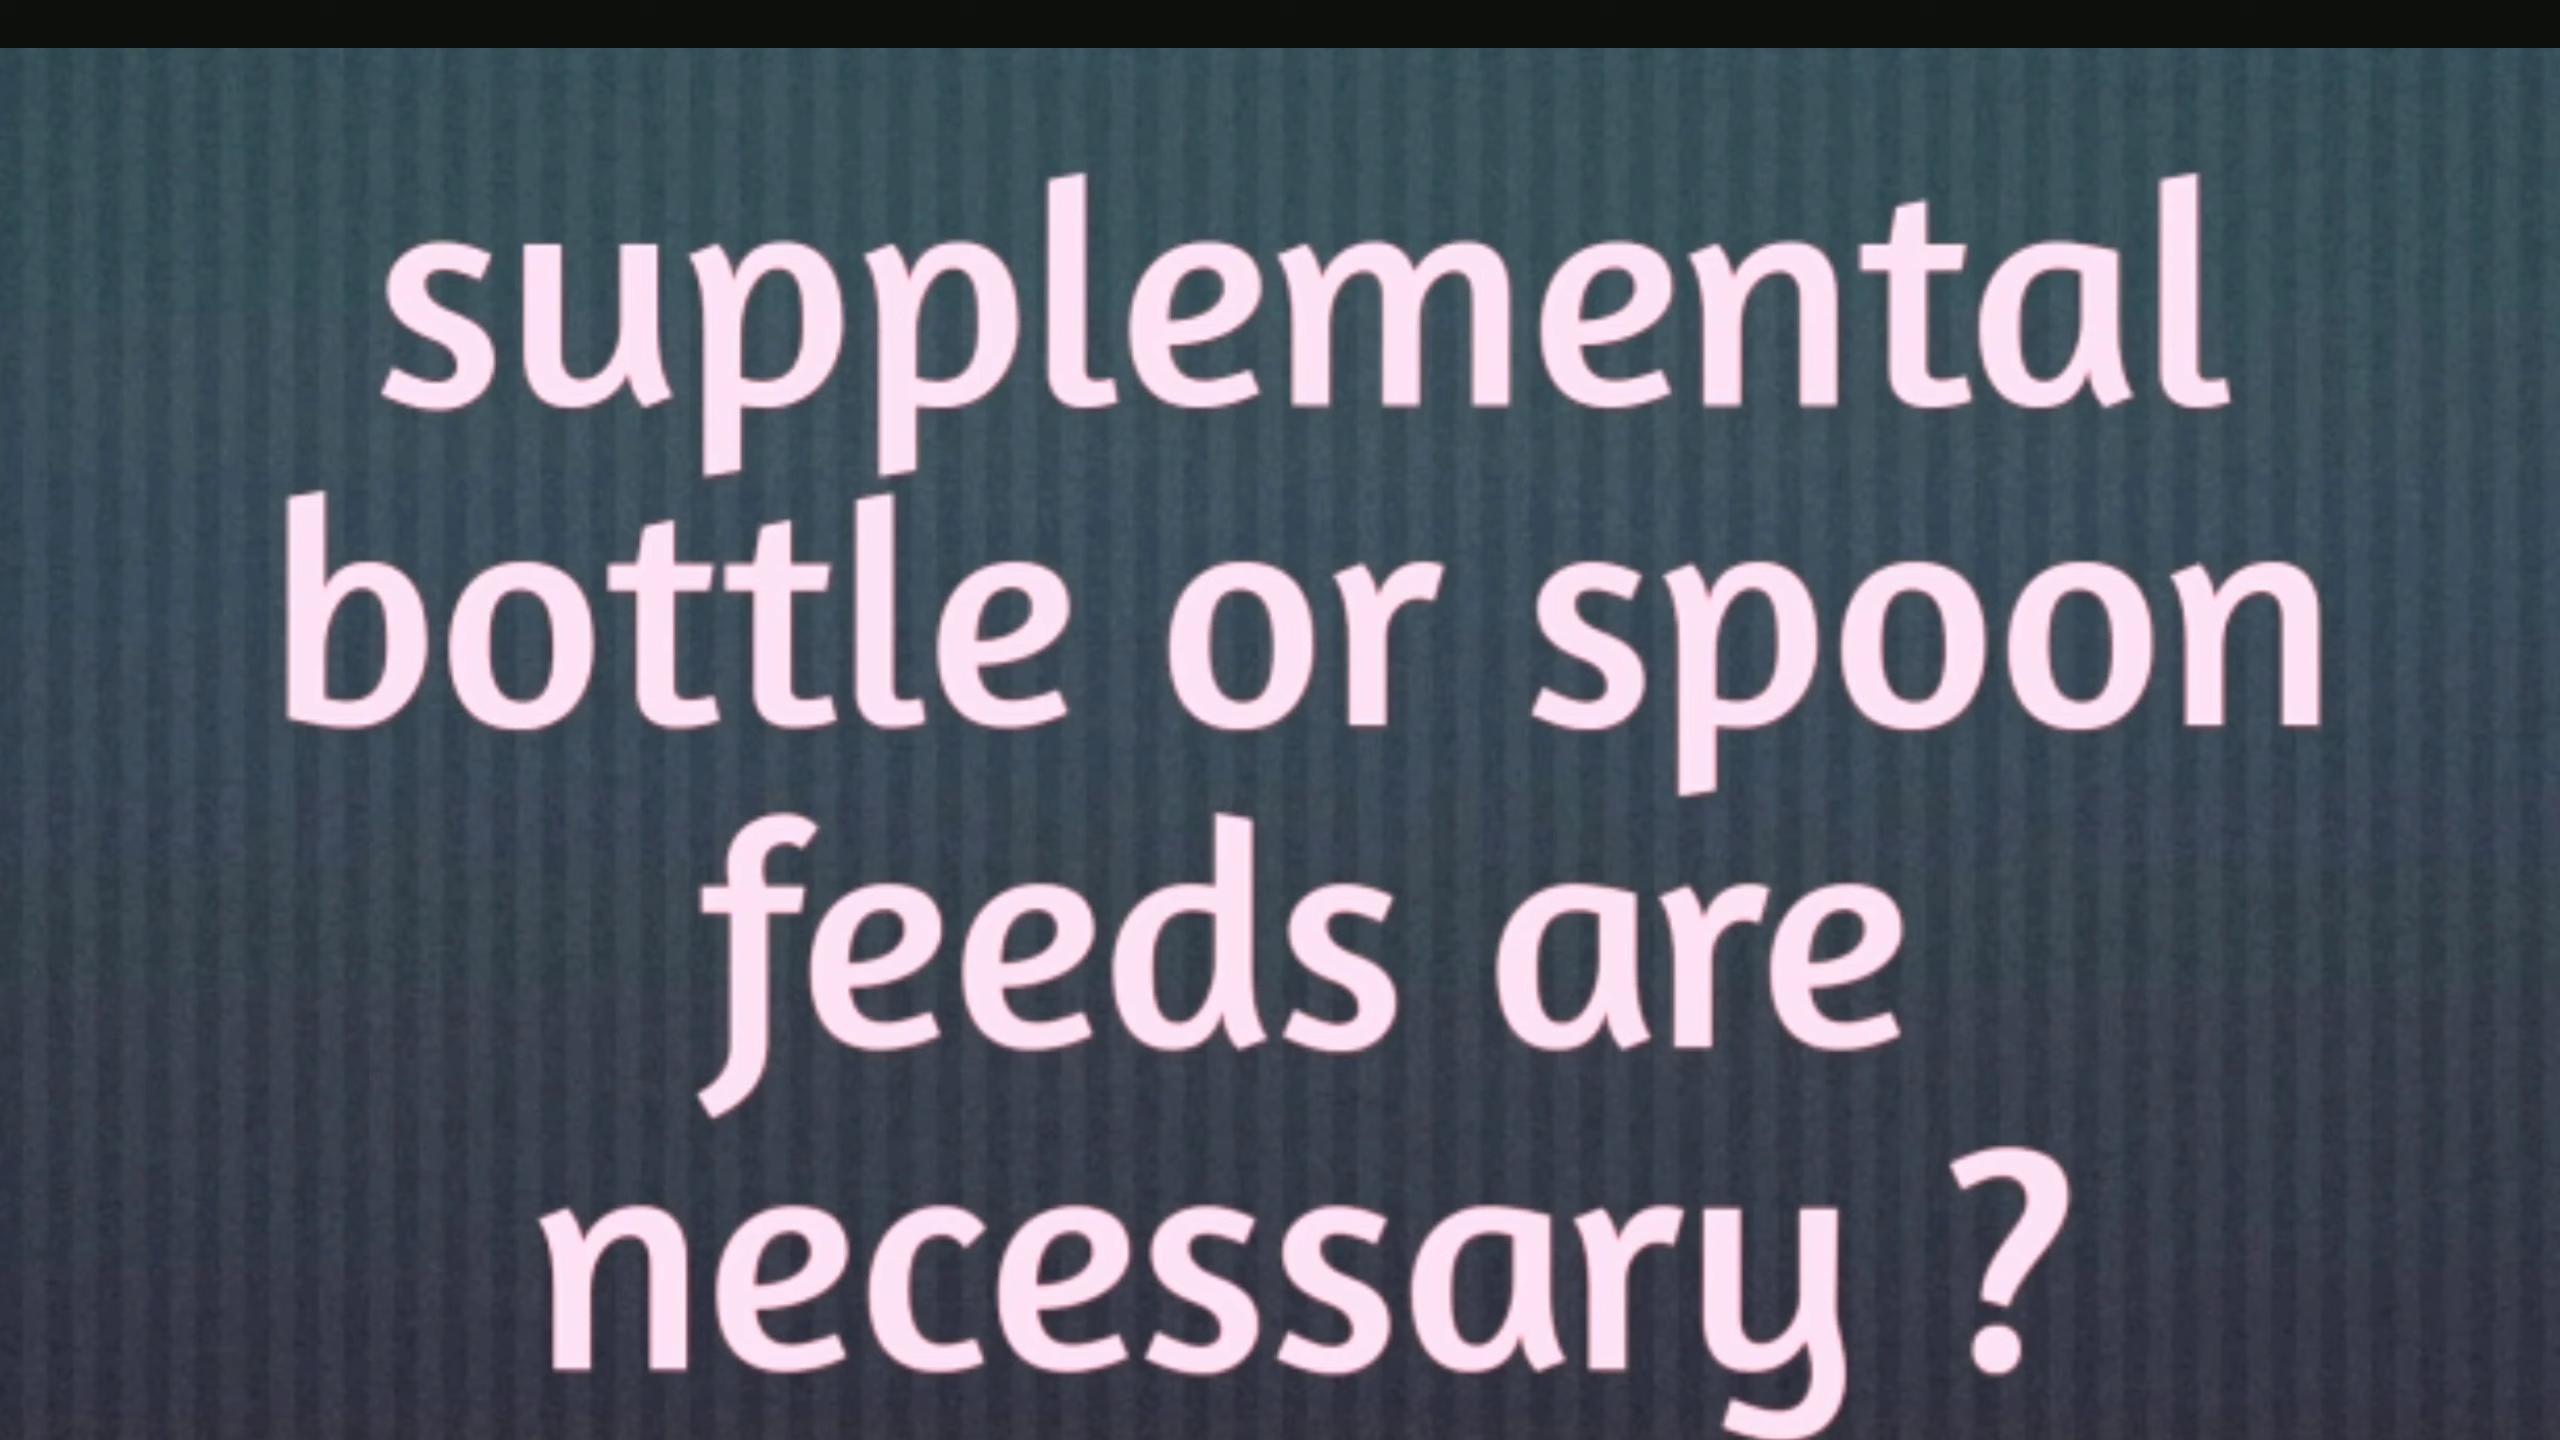 supplemental
bottle or spoon
feeds are
necessary ?